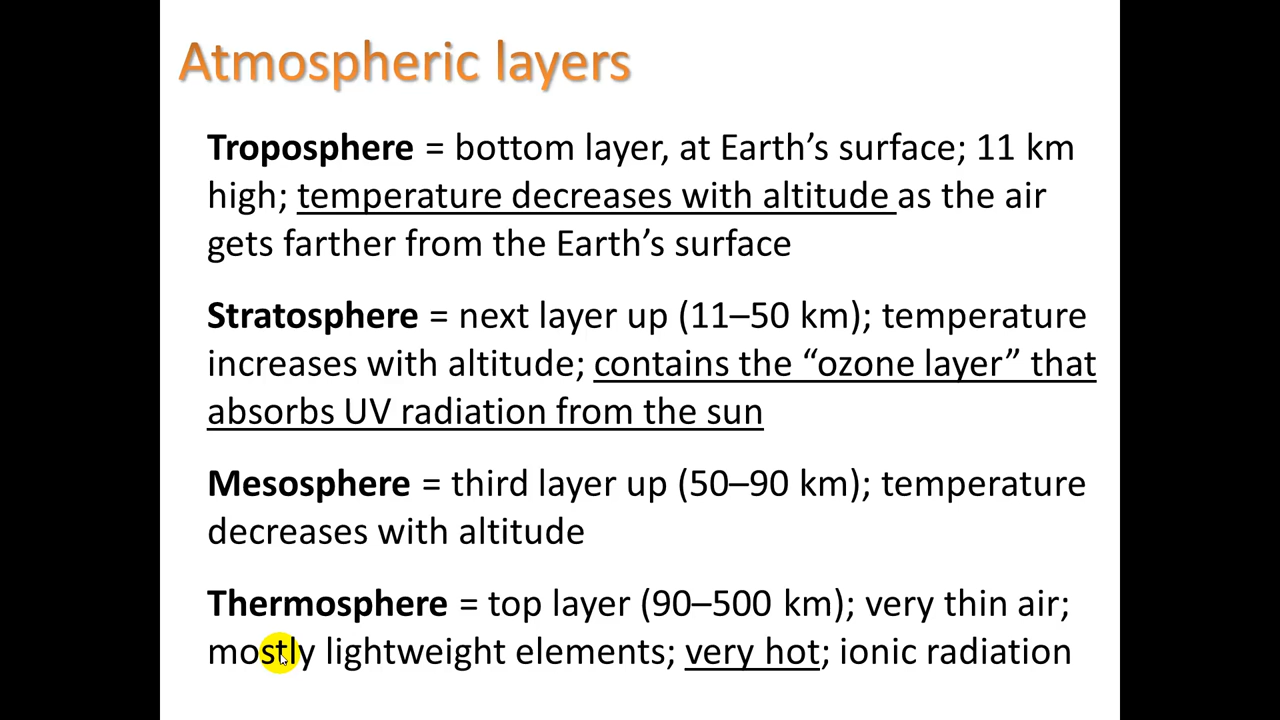 Atmospheric layers
Troposphere = bottom layer, at Earth’s surface; 11 km
high; temperature decreases with altitude as the air
gets farther from the Earth’s surface
Stratosphere = next layer up (11–50 km); temperature
increases with altitude; contains the “ozone layer” that
absorbs UV radiation from the sun
Mesosphere = third layer up (50–90 km); temperature
decreases with altitude
Thermosphere = top layer (90–500 km); very thin air;
mostly lightweight elements; very hot; ionic radiation